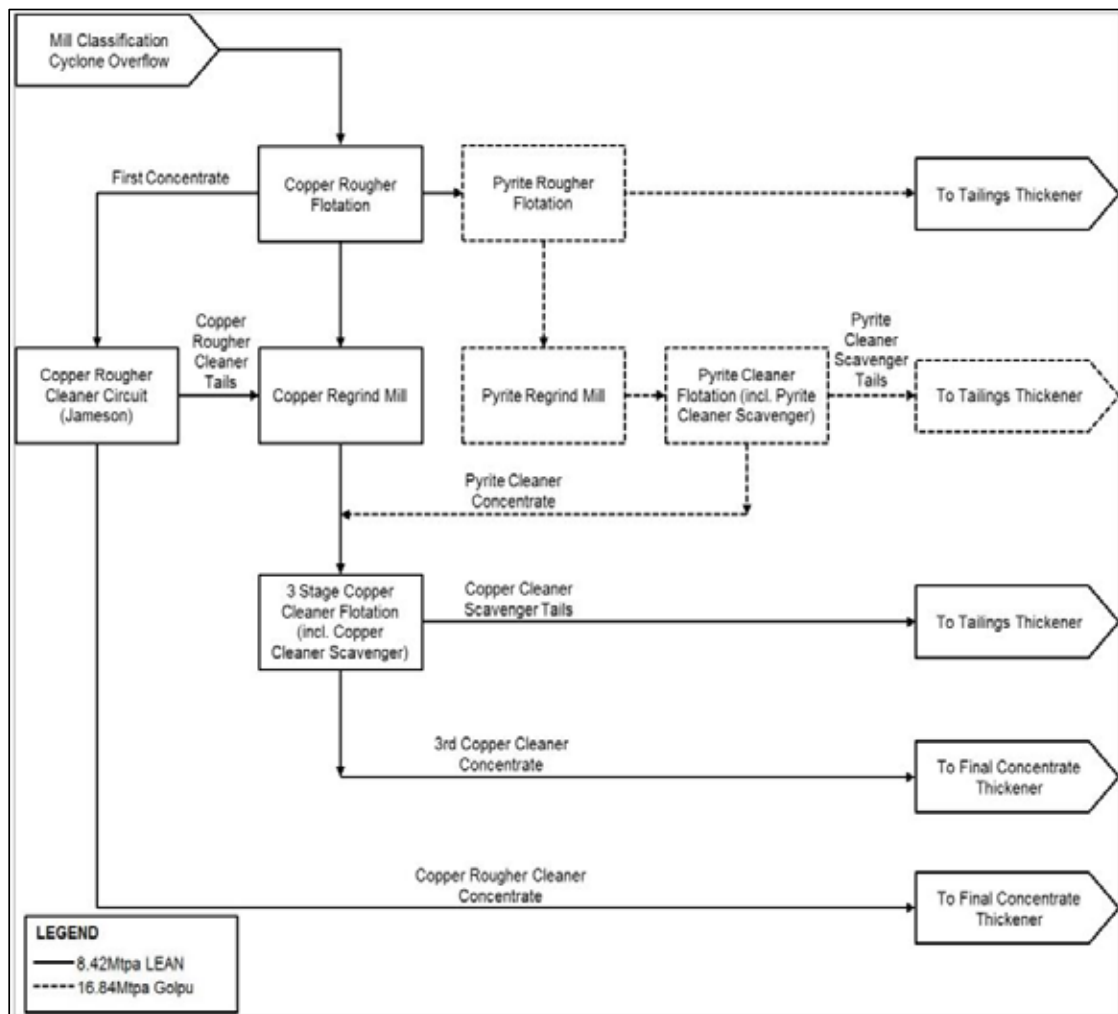 Mill Classification
Cyclone Overflow
First Concentrate
Copper Rougher
Flotation
Pyrite Rougher
Flotation
To Tailings Thickener
Copper
Rougher
Cleaner
Tails
Pyrite
Cleaner
Scavenger
Tails
Copper Rougher
Cleaner Circuit
(Jameson)
Copper Regrind Mill
Pyrite Regrind Mill
Pyrite Cleaner
Flotation (incl. Pyrite
Cleaner Scavenger)
To Tailings Thickener
Pyrite Cleaner
Concentrate
3 Stage Copper
Cleaner Flotation
(incl. Copper
Cleaner Scavenger)
Copper Cleaner
Scavenger Tails
To Tailings Thickener
3rd Copper Cleaner
Concentrate
To Final Concentrate
Thickener
Copper Rougher Cleaner
Concentrate
To Final Concentrate
Thickener
LEGEND
8.42Mtpa LEAN
16.84Mtpa Golpu